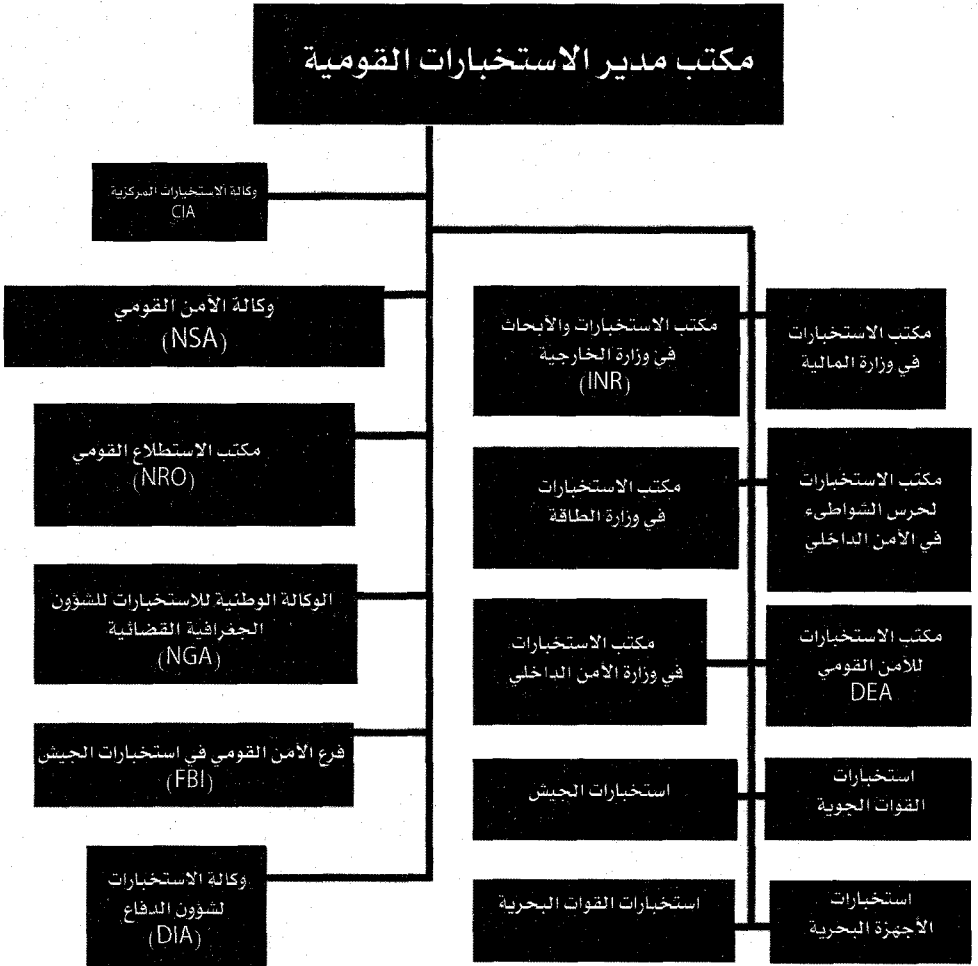 مكتب مدير الاستخبارات القومية
وكالة الاستخبارات المركزية
CIA
وكالة الأمن القومي
(NSA)
مكتب الاستطلاع القومي
(NRO)
الوكالة الوطنية للاستخبارات للشؤون
الجغرافية القضائية
(NGA)
فرع الأمن القومي في استخبارات الجيش
(FBI)
وكالة الاستخبارات
لشؤون الدفاع
(DIA)
مكتب الاستخبارات
في وزارة المالية
مكتب الاستخبارات والأبحاث
في وزارة الخارجية
(INR)
مكتب الاستخبارات
لحرس الشواطىء
في الأمن الداخلي
مكتب الاستخبارات
في وزارة الطاقة
مكتب الاستخبارات
للأمن القومي
DEA
مكتب الاستخبارات
في وزارة الأمن الداخلي
استخبارات
القوات الجوية
استخبارات الجيش
استخبارات
الأجهزة البحرية
استخبارات القوات البحرية